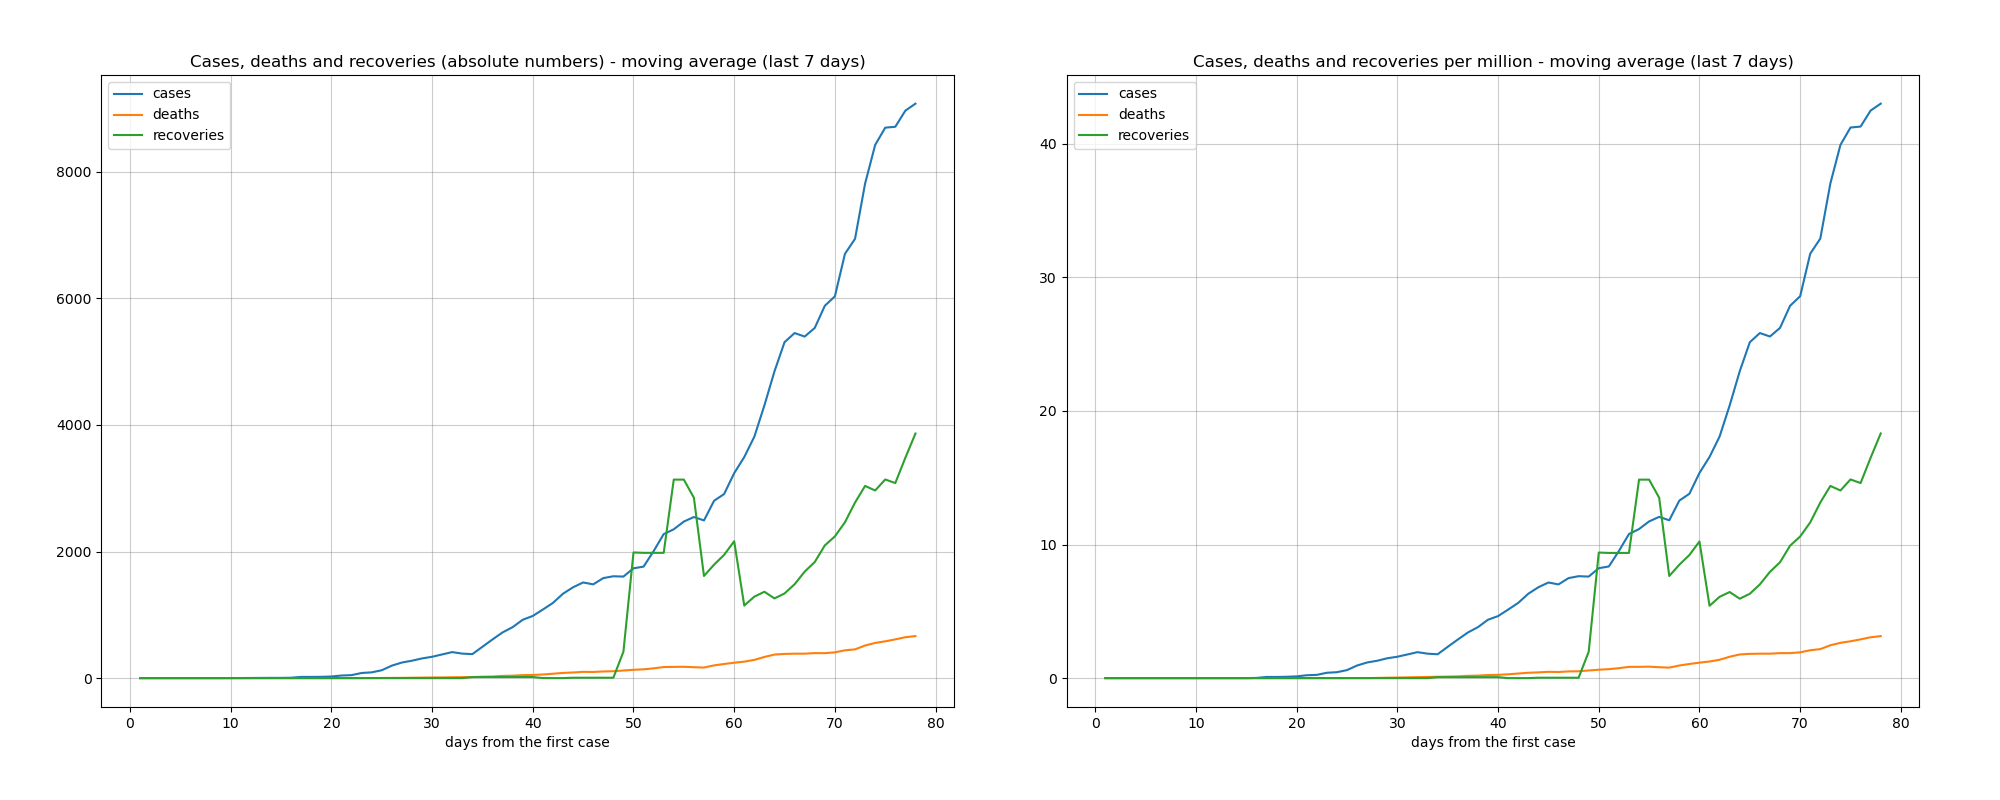 Cases, deaths and recoveries (absolute numbers) - moving average (last 7 days)
cases
deaths
recoveries
8000
6000
4000
2000
0
0 10 20 30 40 50 60 70 80
days from the first case
Cases, deaths and recoveries per million - moving average (last 7 days)
cases
deaths
recoveries
40
30
20
10
0
0 10 20 30 40 50 60 70 80
days from the first case